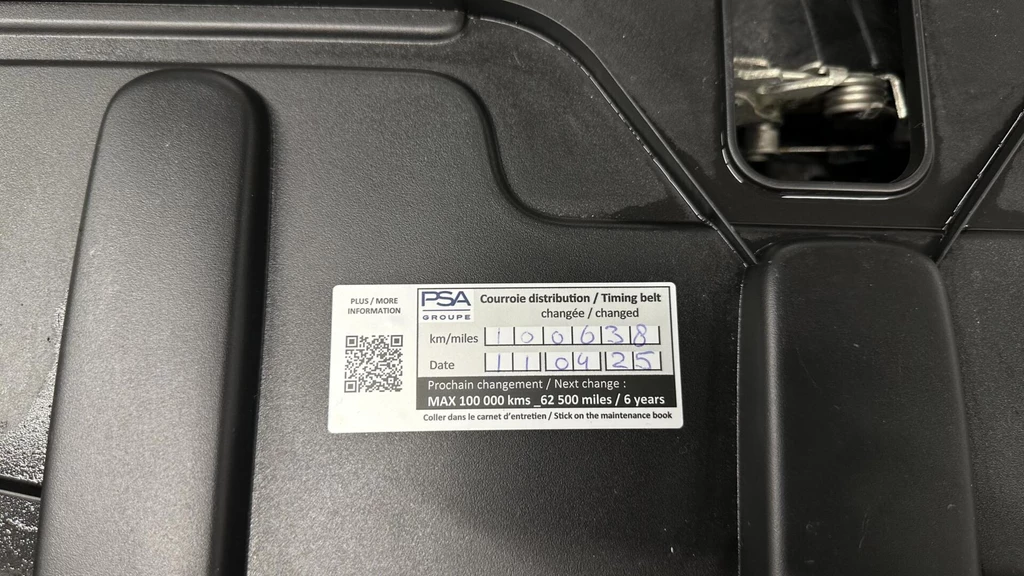 PLUS / MORE
INFORMATION
PSA
GROUPE
Courroie distribution / Timing belt
changée / changed
km/miles 100638
Date 110425
Prochain changement / Next change :
MAX 100 000 kms _62 500 miles / 6 years
Coller dans le carnet d'entretien / Stick on the maintenance book